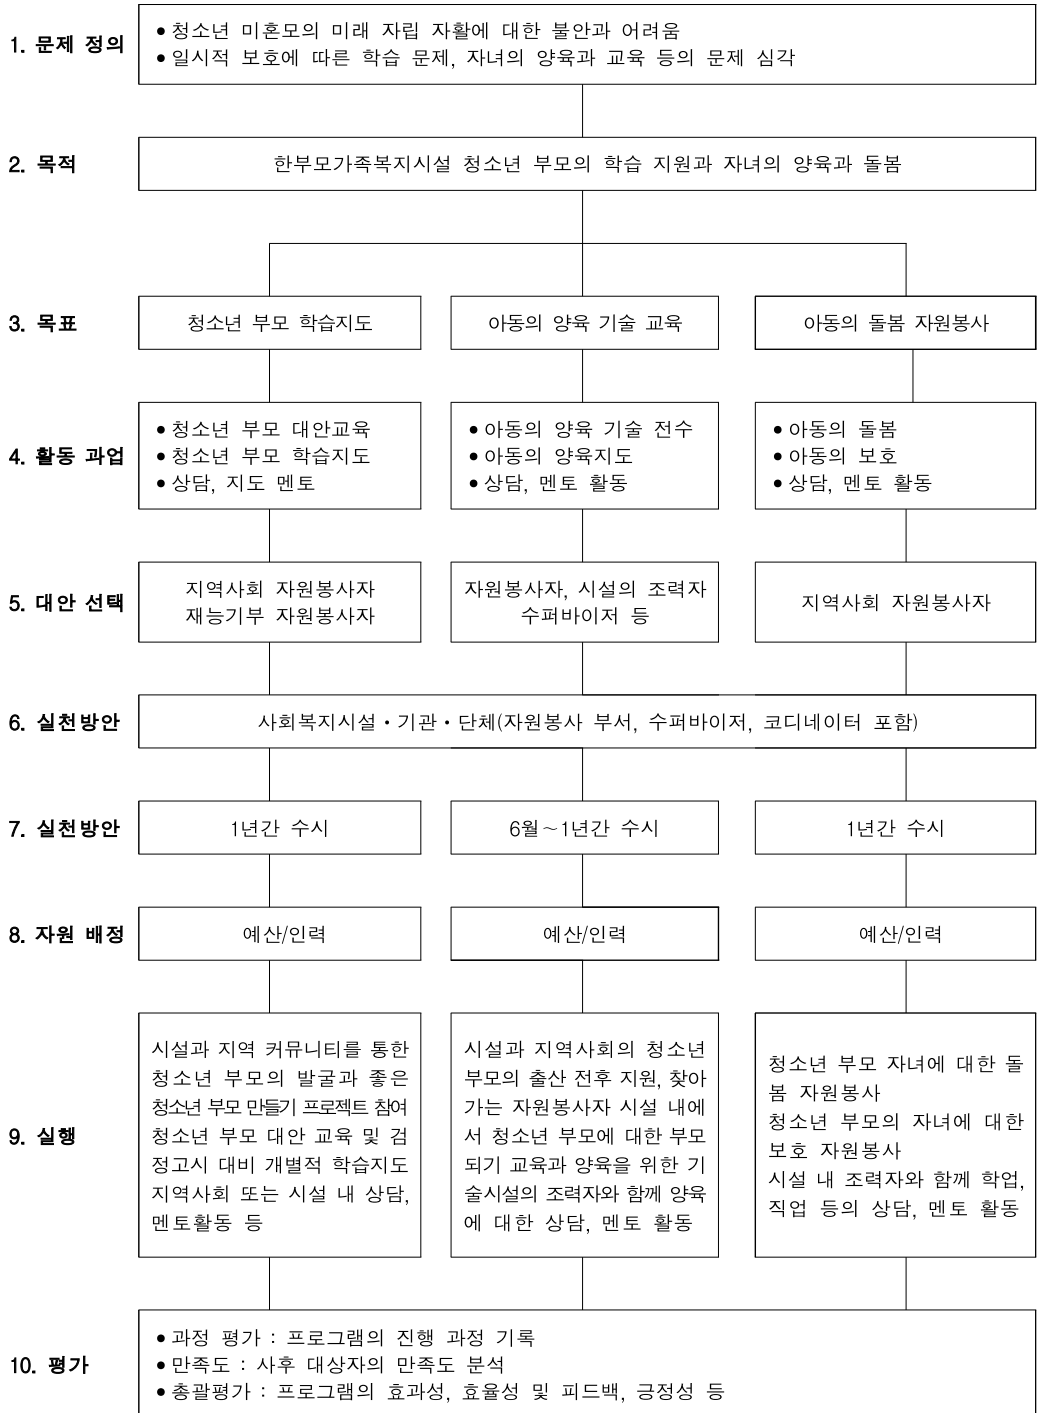 1. 문제 정의
• 청소년 미혼모의 미래 자립 자활에 대한 불안과 어려움
• 일시적 보호에 따른 학습 문제, 자녀의 양육과 교육 등의 문제 심각
2. 목적
한부모가족복지시설 청소년 부모의 학습 지원과 자녀의 양육과 돌봄
3. 목표
청소년 부모 학습지도
아동의 양육 기술 교육
아동의 돌봄 자원봉사
4. 활동 과업
• 청소년 부모 대안교육
• 청소년 부모 학습지도
• 상담, 지도 멘토
• 아동의 양육 기술 전수
• 아동의 양육지도
• 상담, 멘토 활동
• 아동의 돌봄
• 아동의 보호
• 상담, 멘토 활동
5. 대안 선택
지역사회 자원봉사자
재능기부 자원봉사자
자원봉사자, 시설의 조력자
수퍼바이저 등
지역사회 자원봉사자
6. 실천방안
사회복지시설・기관・단체(자원봉사 부서, 수퍼바이저, 코디네이터 포함)
7. 실천방안
1년간 수시
6월～1년간 수시
1년간 수시
8. 자원 배정
예산/인력
예산/인력
예산/인력
9. 실행
시설과 지역 커뮤니티를 통한
청소년 부모의 발굴과 좋은
청소년 부모 만들기 프로젝트 참여
청소년 부모 대안 교육 및 검
정고시 대비 개별적 학습지도
지역사회 또는 시설 내 상담,
멘토활동 등
시설과 지역사회의 청소년
부모의 출산 전후 지원, 찾아
가는 자원봉사자 시설 내에
서 청소년 부모에 대한 부모
되기 교육과 양육을 위한 기
술시설의 조력자와 함께 양육
에 대한 상담, 멘토 활동
청소년 부모 자녀에 대한 돌
봄 자원봉사
청소년 부모의 자녀에 대한
보호 자원봉사
시설 내 조력자와 함께 학업,
직업 등의 상담, 멘토 활동
10. 평가
• 과정 평가 : 프로그램의 진행 과정 기록
• 만족도 : 사후 대상자의 만족도 분석
• 총괄평가 : 프로그램의 효과성, 효율성 및 피드백, 긍정성 등